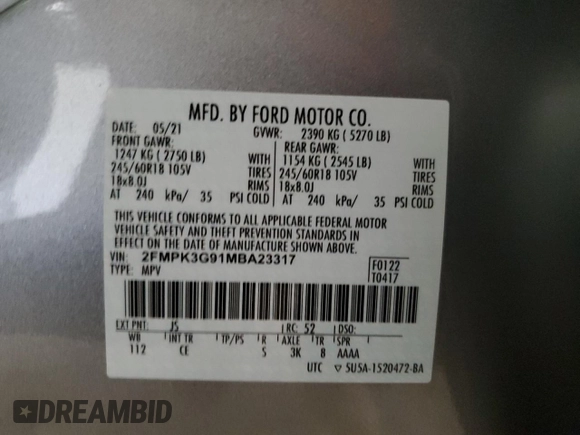 MFD. BY FORD MOTOR CO.
DATE: 05/21 GVWR: 2390 KG ( 5270 LB)
FRONT GAWR: REAR GAWR:
1247 KG ( 2750 LB) WITH 1154 KG ( 2545 LB) WITH
245/60R18 105V TIRES 245/60R18 105V TIRES
18x8.0J RIMS 18x8.0J RIMS
AT 240 kPa/ 35 PSI COLD AT 240 kPa/ 35 PSI COLD
THIS VEHICLE CONFORMS TO ALL APPLICABLE FEDERAL MOTOR
VEHICLE SAFETY AND THEFT PREVENTION STANDARDS IN
EFFECT ON THE DATE OF MANUFACTURE SHOWN ABOVE.
VIN: 2FMPK3G91MBA23317 F0122
TYPE: MPV T0417
EXT PNT: J5 RC: 52 DSO:
WB INT TR TP/PS R AXLE TR SPR
112 CE S 3K 8 AAAA
UTC ▽ SU5A-1520472-BA
DREAMBID